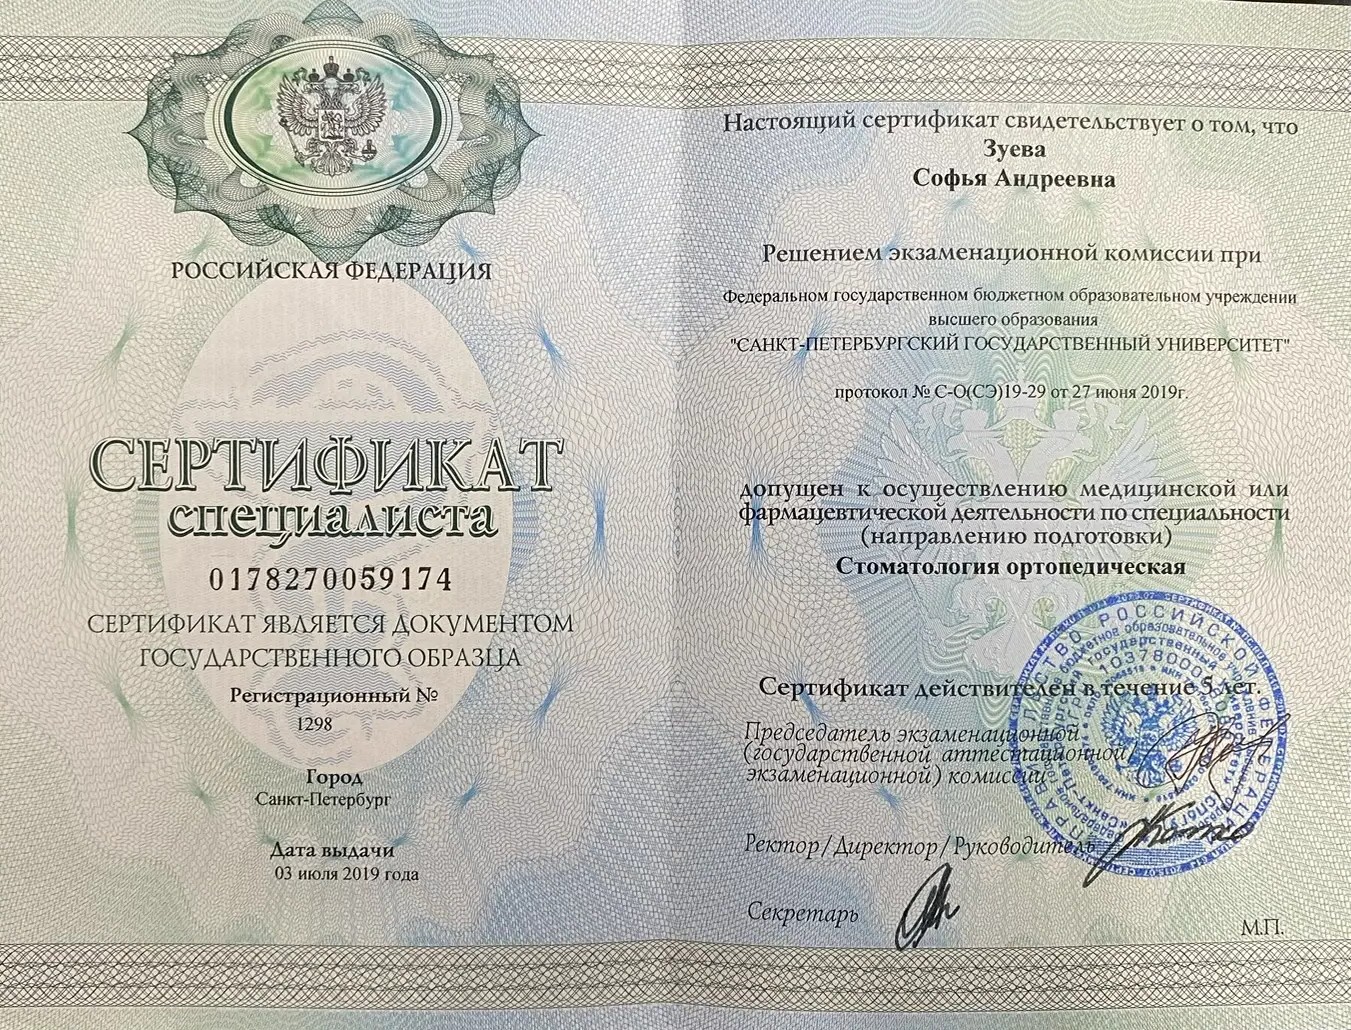 РОССИЙСКАЯ ФЕДЕРАЦИЯ
СЕРТИФИКАТ
специалиста
0178270059174
СЕРТИФИКАТ ЯВЛЯЕТСЯ ДОКУМЕНТОМ
ГОСУДАРСТВЕННОГО ОБРАЗЦА
Регистрационный №
1298
Город
Санкт-Петербург
Дата выдачи
03 июля 2019 года
Настоящий сертификат свидетельствует о том, что
Зуева
Софья Андреевна
Решением экзаменационной комиссии при
Федеральном государственном бюджетном образовательном учреждении
высшего образования
"САНКТ-ПЕТЕРБУРГСКИЙ ГОСУДАРСТВЕННЫЙ УНИВЕРСИТЕТ"
протокол № С-О(СЭ)19-29 от 27 июня 2019г.
допущен к осуществлению медицинской или
фармацевтической деятельности по специальности
(направлению подготовки)
Стоматология ортопедическая
Сертификат действителен в течение 5 лет.
Председатель экзаменационной
(государственной аттестационной,
экзаменационной) комиссии
Ректор/Директор/Руководитель
Секретарь
М.П.